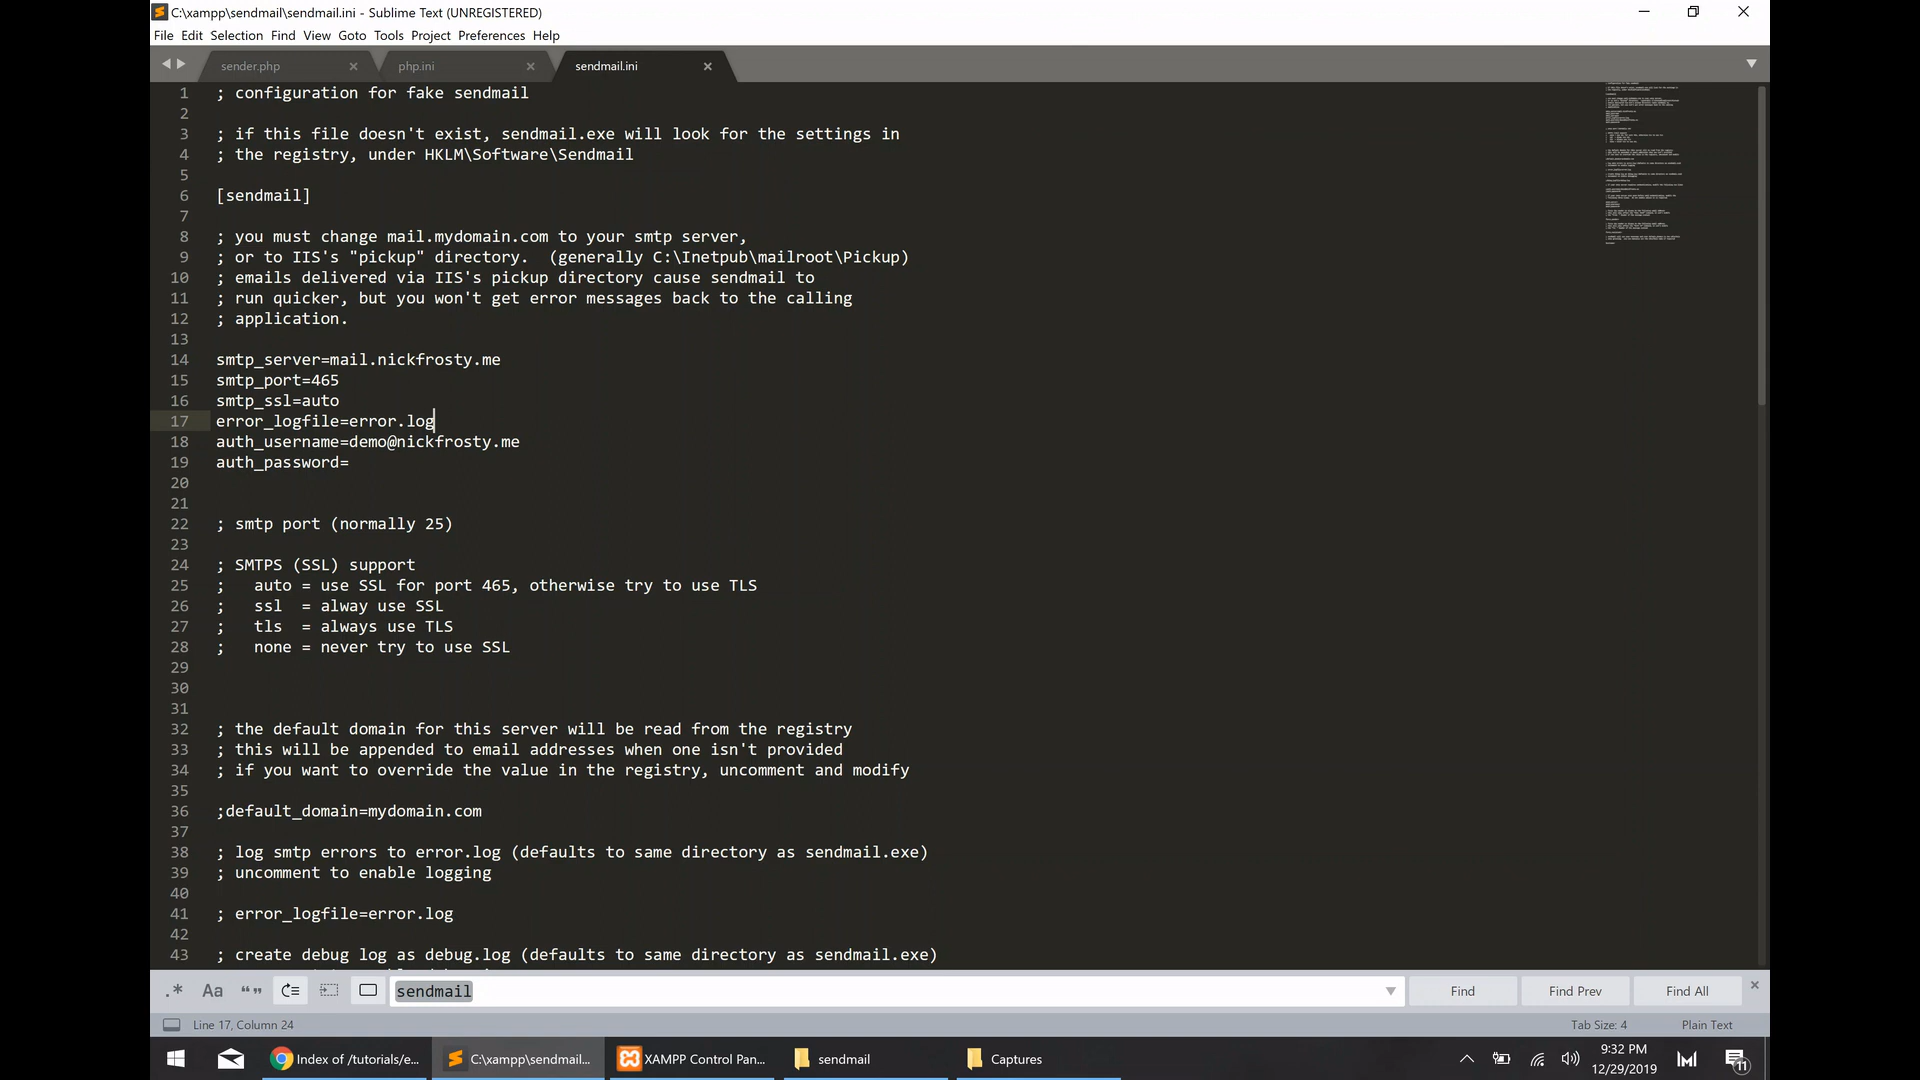 C:\xampp\sendmail\sendmail.ini - Sublime Text (UNREGISTERED)
File Edit Selection Find View Goto Tools Project Preferences Help
sender.php php.ini sendmail.ini
1 ; configuration for fake sendmail
2
3 ; if this file doesn't exist, sendmail.exe will look for the settings in
4 ; the registry, under HKLM\Software\Sendmail
5
6 [sendmail]
7
8 ; you must change mail.mydomain.com to your smtp server,
9 ; or to IIS's "pickup" directory.  (generally C:\Inetpub\mailroot\Pickup)
10 ; emails delivered via IIS's pickup directory cause sendmail to
11 ; run quicker, but you won't get error messages back to the calling
12 ; application.
13
14 smtp_server=mail.nickfrosty.me
15 smtp_port=465
16 smtp_ssl=auto
17 error_logfile=error.log
18 auth_username=demo@nickfrosty.me
19 auth_password=
20
21
22 ; smtp port (normally 25)
23
24 ; SMTPS (SSL) support
25 ;   auto = use SSL for port 465, otherwise try to use TLS
26 ;   ssl  = alway use SSL
27 ;   tls  = always use TLS
28 ;   none = never try to use SSL
29
30
31
32 ; the default domain for this server will be read from the registry
33 ; this will be appended to email addresses when one isn't provided
34 ; if you want to override the value in the registry, uncomment and modify
35
36 ;default_domain=mydomain.com
37
38 ; log smtp errors to error.log (defaults to same directory as sendmail.exe)
39 ; uncomment to enable logging
40
41 ; error_logfile=error.log
42
43 ; create debug log as debug.log (defaults to same directory as sendmail.exe)
.* Aa “” sendmail Find Find Prev Find All
Line 17, Column 24 Tab Size: 4 Plain Text
Index of /tutorials/e... C:\xampp\sendmail... XAMPP Control Pan... sendmail Captures 9:32 PM
12/29/2019 11